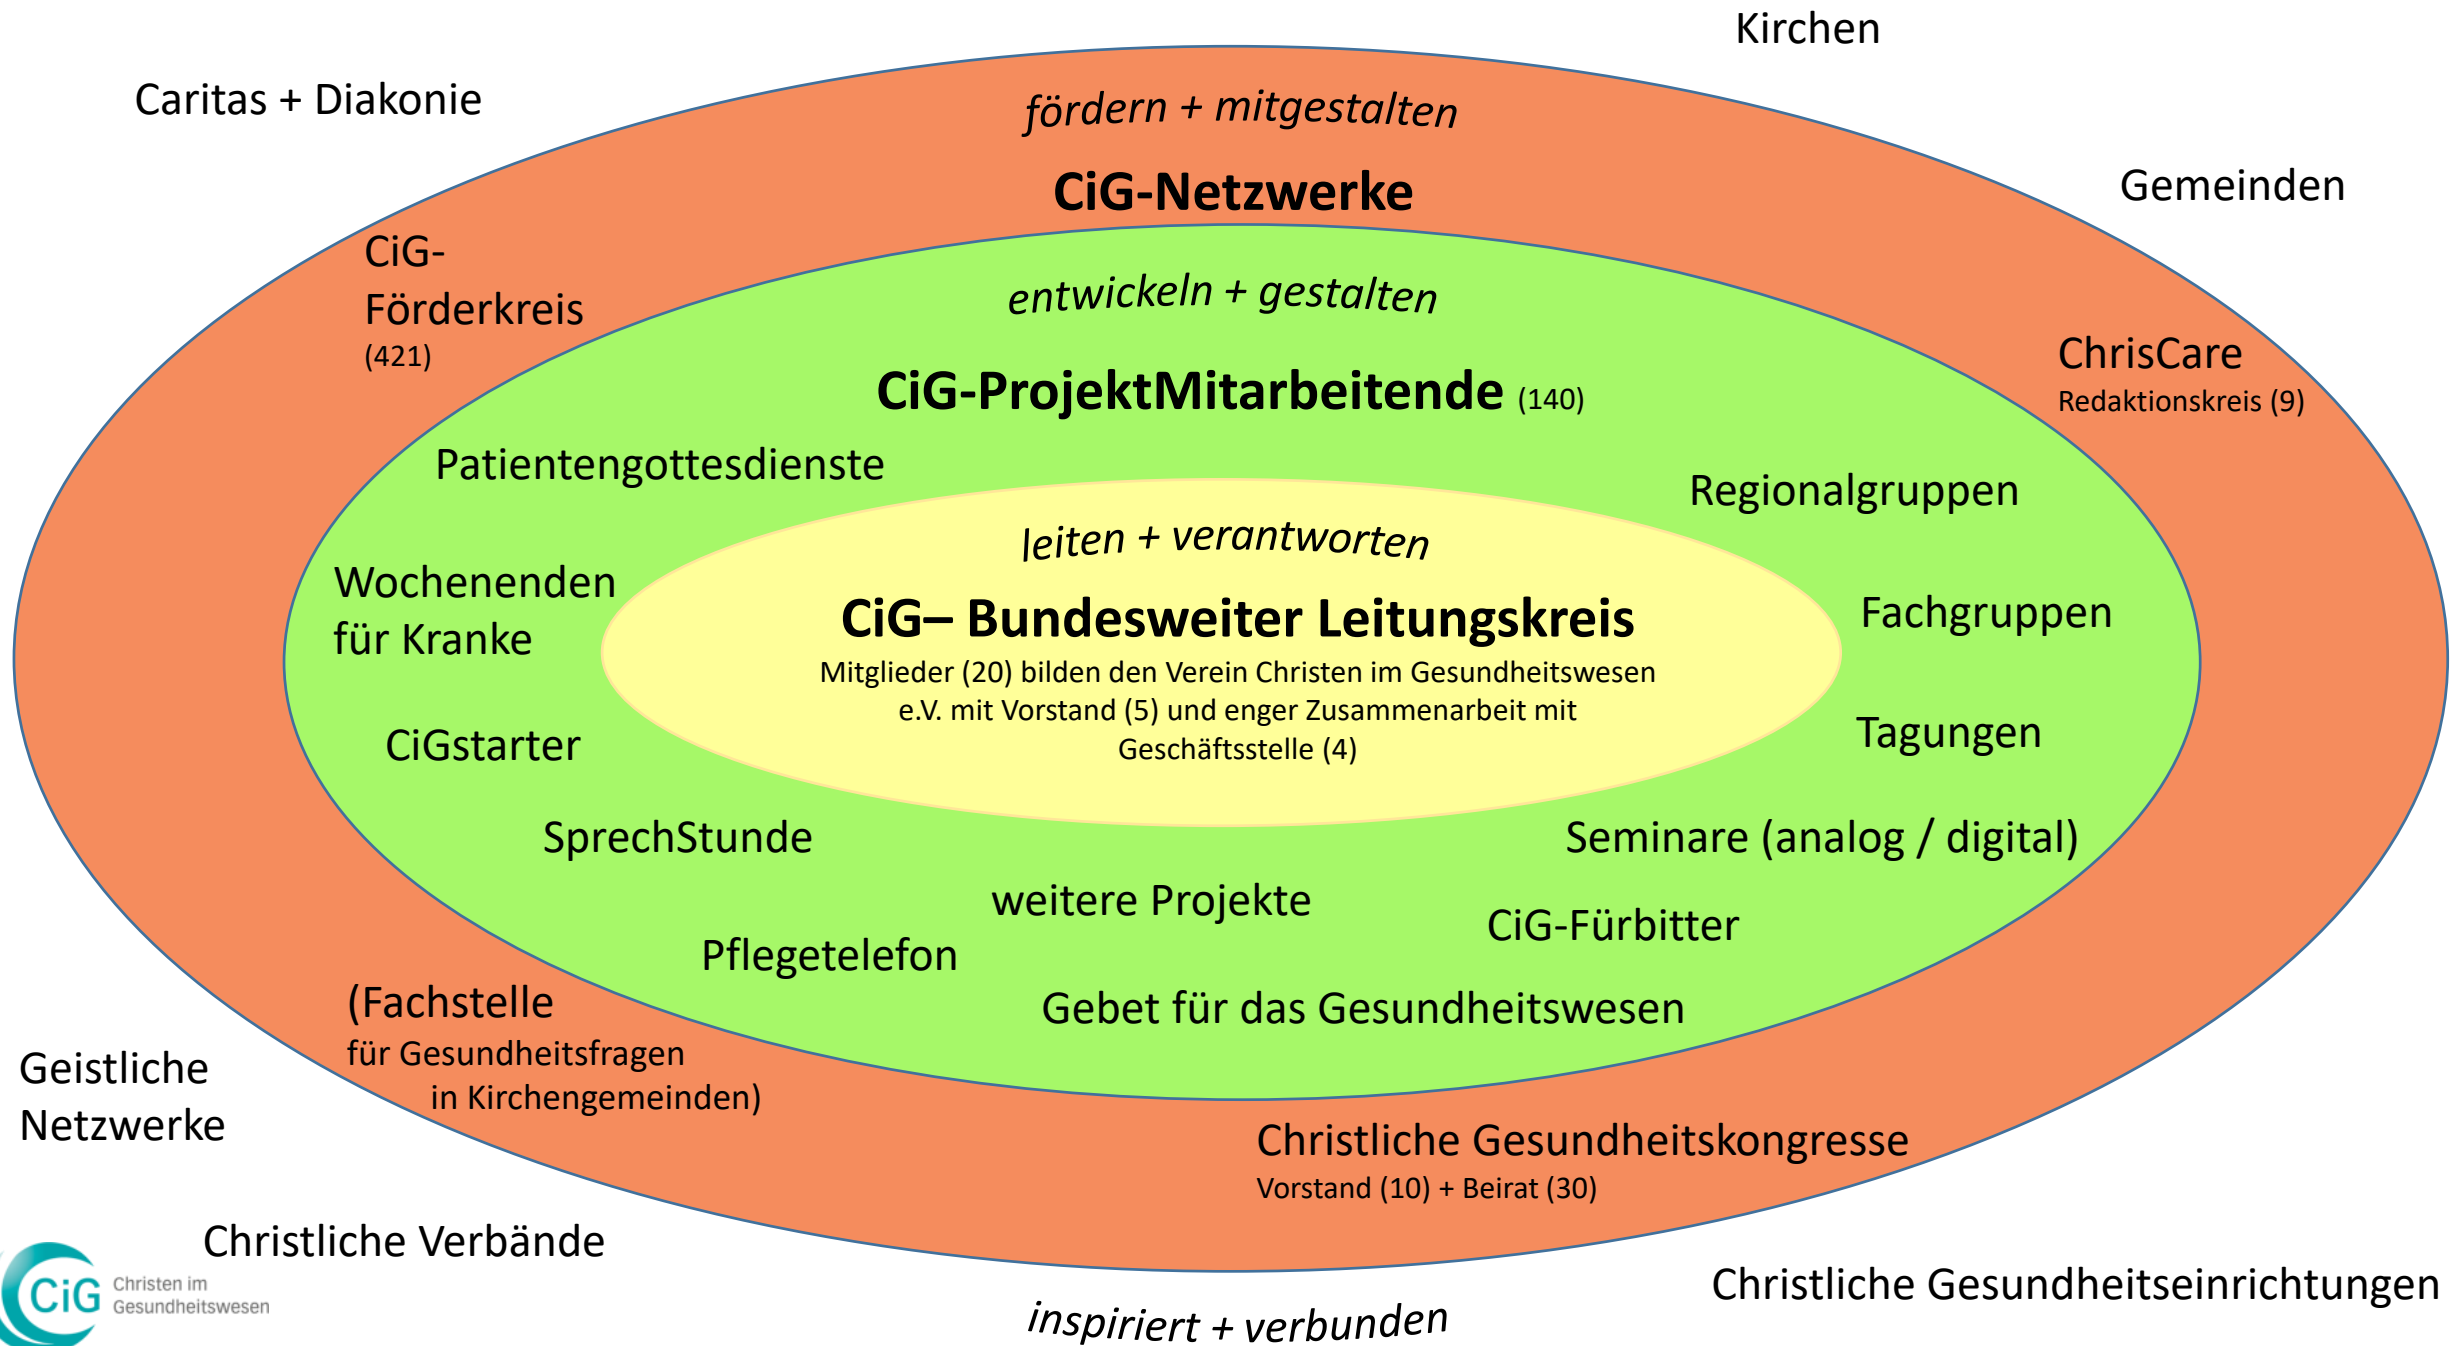 Kirchen
Caritas + Diakonie
fördern + mitgestalten
CiG-Netzwerke
Gemeinden
CiG-
Förderkreis
(421)
entwickeln + gestalten
ChrisCare
Redaktionskreis (9)
CiG-ProjektMitarbeitende (140)
Patientengottesdienste
Regionalgruppen
leiten + verantworten
Wochenenden
für Kranke
CiG– Bundesweiter Leitungskreis
Mitglieder (20) bilden den Verein Christen im Gesundheitswesen
e.V. mit Vorstand (5) und enger Zusammenarbeit mit
Geschäftsstelle (4)
Fachgruppen
CiGstarter
Tagungen
SprechStunde
Seminare (analog / digital)
weitere Projekte
CiG-Fürbitter
Pflegetelefon
Gebet für das Gesundheitswesen
(Fachstelle
für Gesundheitsfragen
in Kirchengemeinden)
Geistliche
Netzwerke
Christliche Gesundheitskongresse
Vorstand (10) + Beirat (30)
Christliche Verbände
Christliche Gesundheitseinrichtungen
CiG Christen im
Gesundheitswesen
inspiriert + verbunden